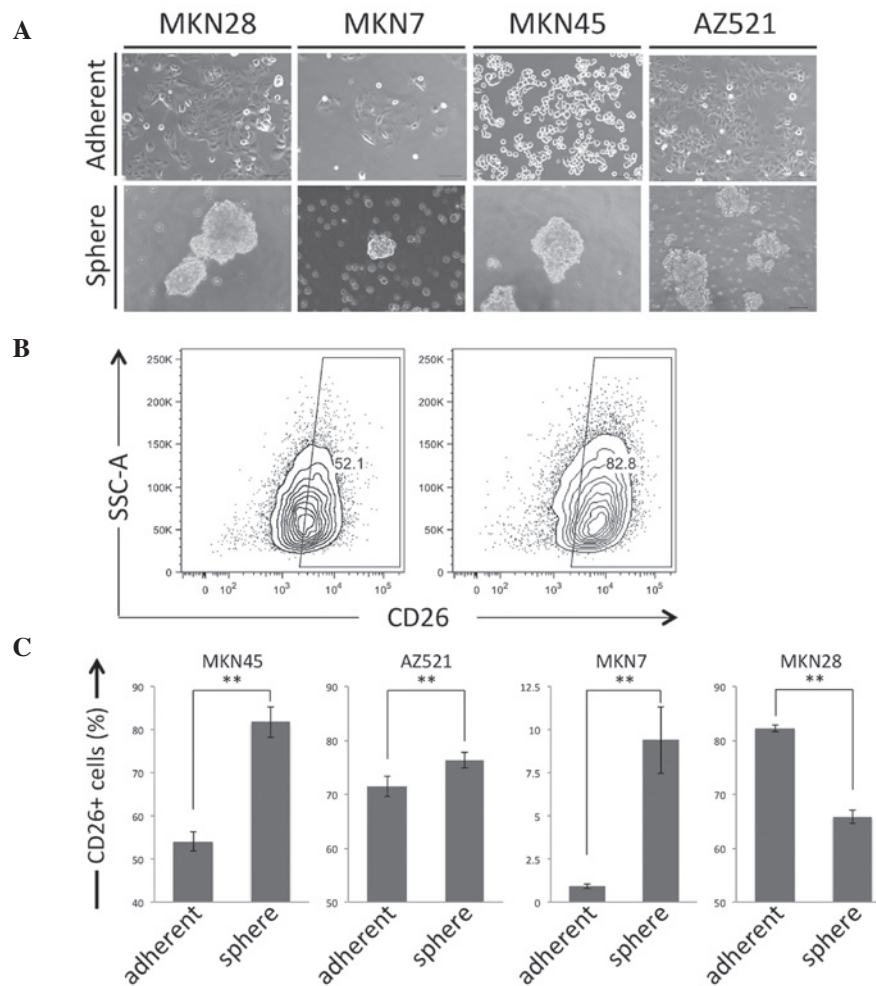 A
MKN28 MKN7 MKN45 AZ521
Adherent
Sphere
B
250K
200K
150K
100K
50K
0
0 10² 10³ 10⁴ 10⁵
52.1
250K
200K
150K
100K
50K
0
0 10² 10³ 10⁴ 10⁵
82.8
SSC-A
CD26
C
CD26+ cells (%)
MKN45
**
90
80
70
60
50
40
adherent sphere
AZ521
**
90
80
70
60
50
adherent sphere
MKN7
**
12.5
10
7.5
5
2.5
0
adherent sphere
MKN28
**
90
80
70
60
50
adherent sphere